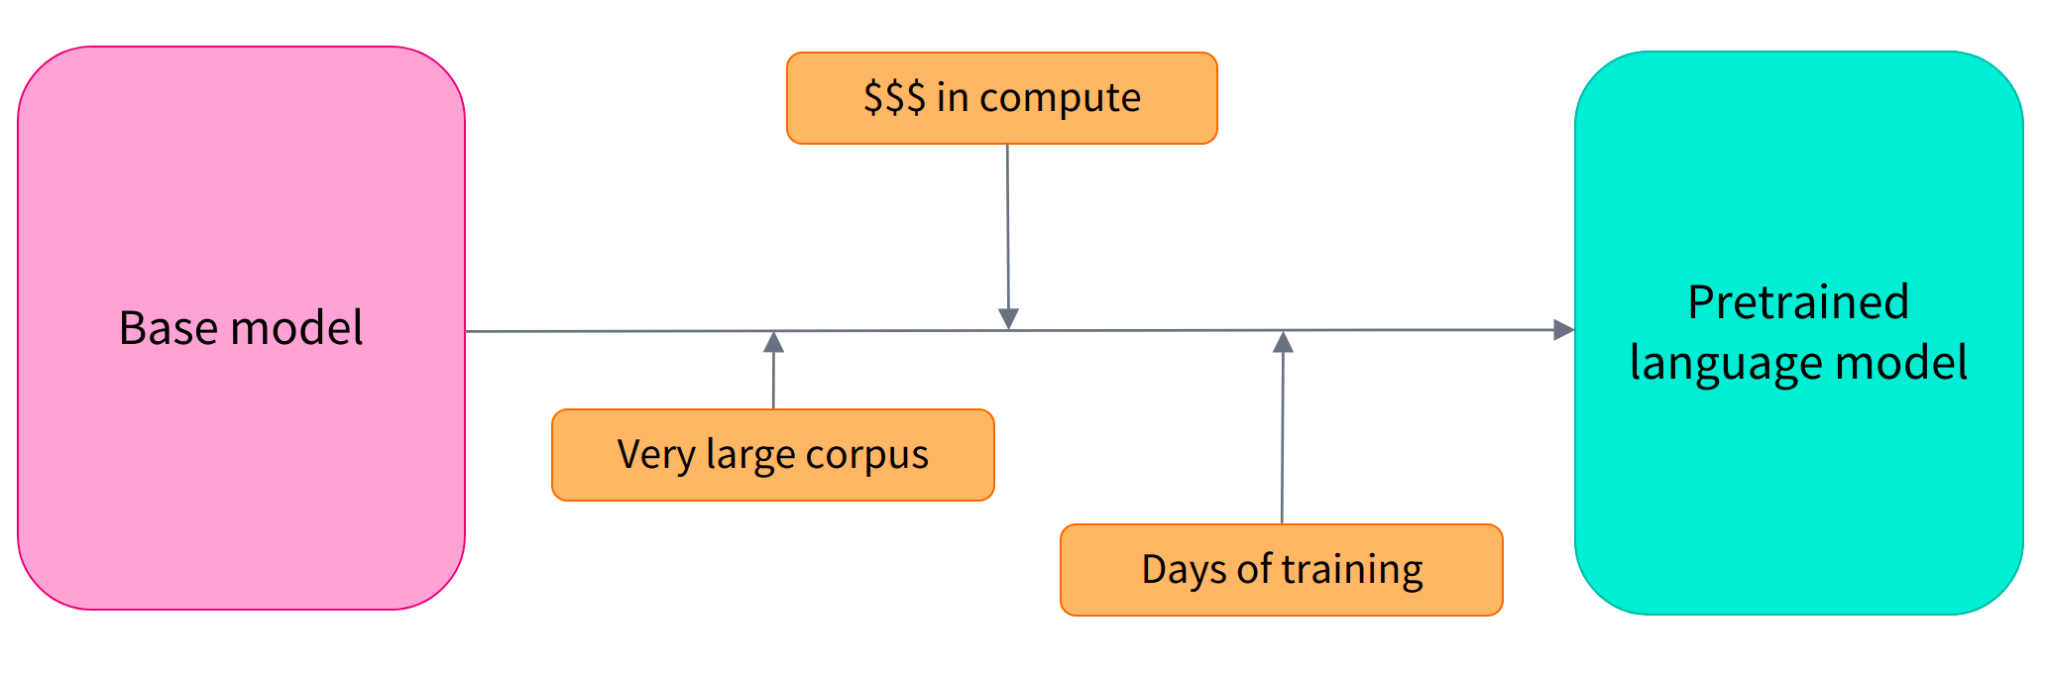 Base model
$$$ in compute
Very large corpus
Days of training
Pretrained
language model